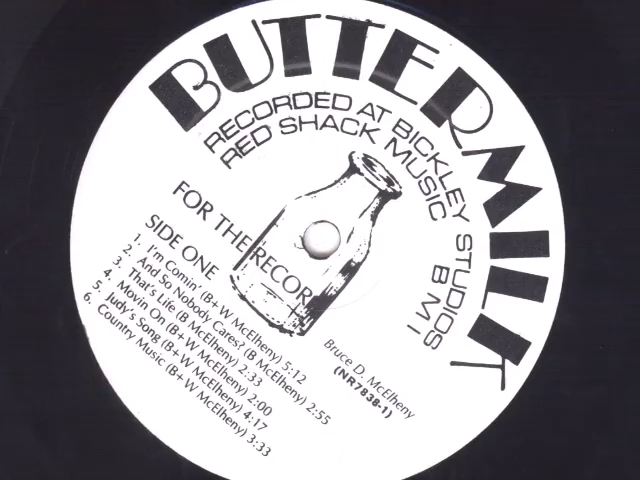 BUTTERMILK
RECORDED AT BICKLEY STUDIOS
RED SHACK MUSIC BMI
FOR THE RECORD
SIDE ONE
1. I'm Comin' (B+W McElheny) 5:12
2. And So Nobody Cares? (B McElheny) 2:55
3. That's Life (B McElheny) 2:33
4. Movin On (B+W McElheny) 2:00
5. Judy's Song (B+W McElheny) 4:17
6. Country Music (B+W McElheny) 3:33
Bruce D. McElheny
(NR7838-1)